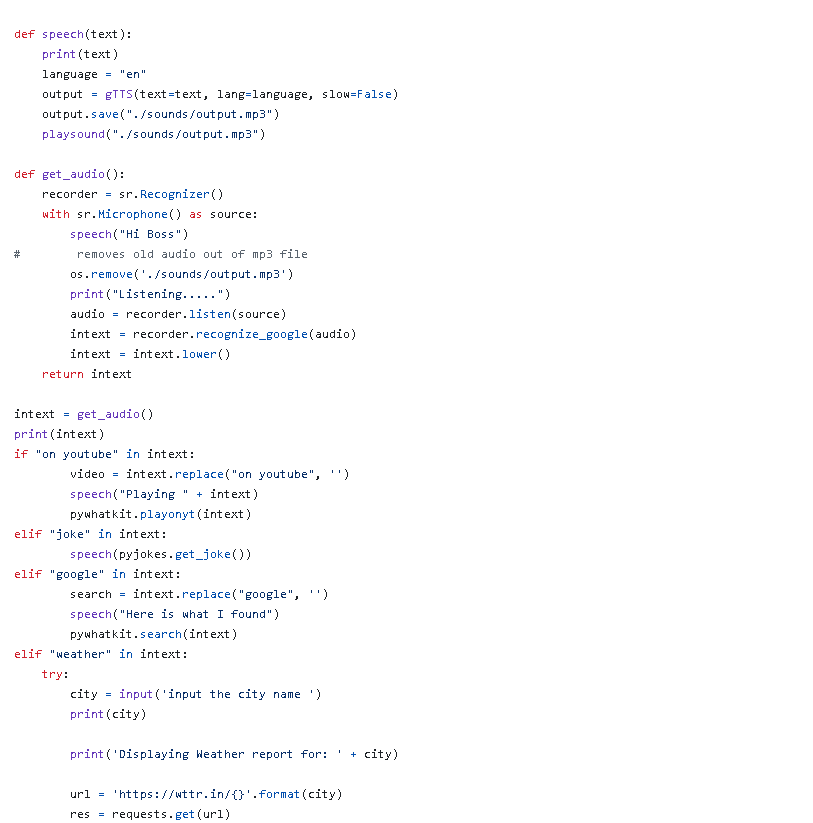 def speech(text):
    print(text)
    language = "en"
    output = gTTS(text=text, lang=language, slow=False)
    output.save("./sounds/output.mp3")
    playsound("./sounds/output.mp3")

def get_audio():
    recorder = sr.Recognizer()
    with sr.Microphone() as source:
        speech("Hi Boss")
#        removes old audio out of mp3 file
        os.remove('./sounds/output.mp3')
        print("Listening.....")
        audio = recorder.listen(source)
        intext = recorder.recognize_google(audio)
        intext = intext.lower()
    return intext

intext = get_audio()
print(intext)
if "on youtube" in intext:
        video = intext.replace("on youtube", '')
        speech("Playing " + intext)
        pywhatkit.playonyt(intext)
elif "joke" in intext:
        speech(pyjokes.get_joke())
elif "google" in intext:
        search = intext.replace("google", '')
        speech("Here is what I found")
        pywhatkit.search(intext)
elif "weather" in intext:
    try:
        city = input('input the city name ')
        print(city)

        print('Displaying Weather report for: ' + city)

        url = 'https://wttr.in/{}'.format(city)
        res = requests.get(url)